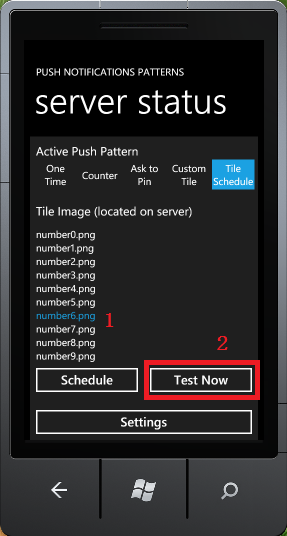 PUSH NOTIFICATIONS PATTERNS
server status
Active Push Pattern
One Time
Counter
Ask to Pin
Custom Tile
Tile Schedule
Tile Image (located on server)
number0.png
number1.png
number2.png
number3.png
number4.png
number5.png
number6.png 1
number7.png
number8.png 2
number9.png
Schedule
Test Now
Settings